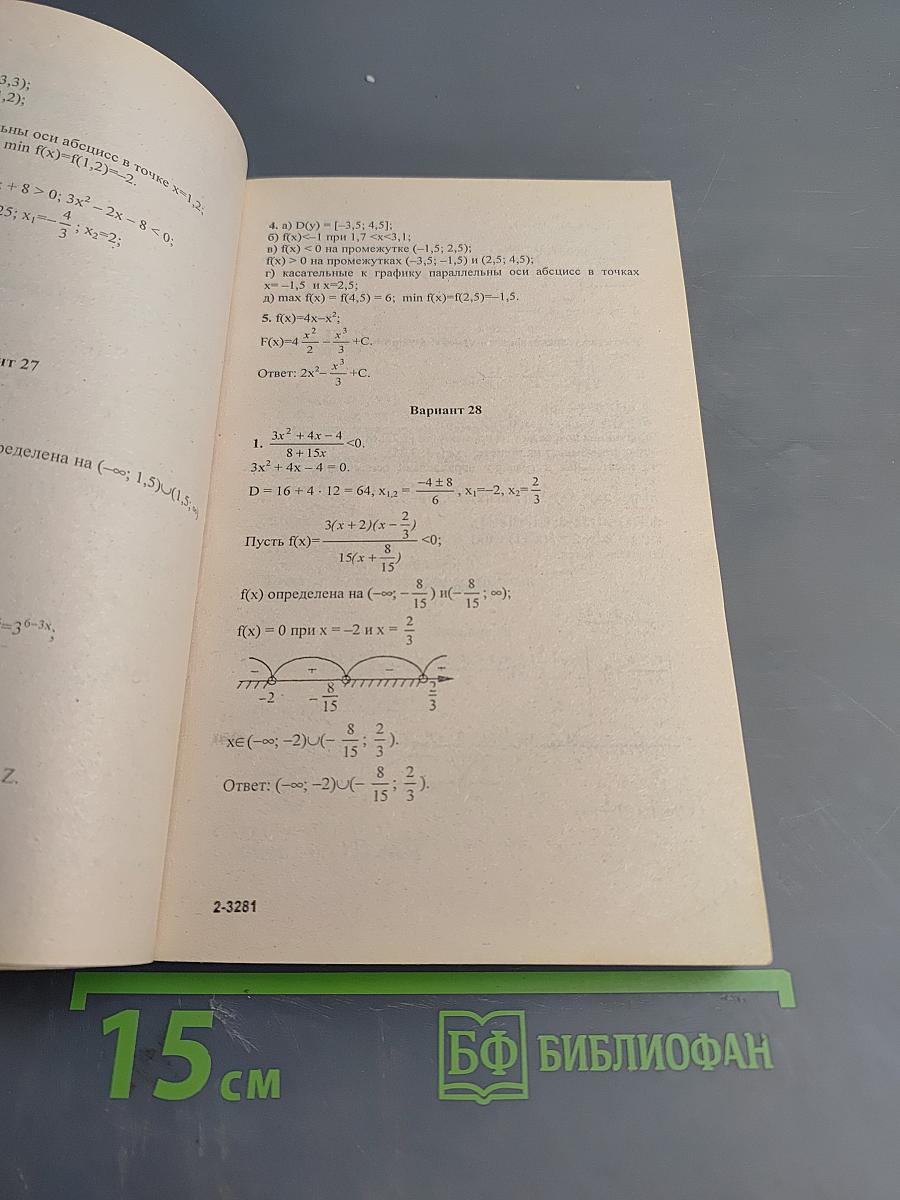 3,3);
1,2);
ьны оси абсцисс в точке x=1,2;
min f(x)=f(1,2)=–2.
+ 8 > 0; 3x² – 2x – 8 < 0;
25; x₁=– 4/3 ; x₂=2;
нт 27
ределена на (–∞; 1,5)∪(1,5; ∞)
=3^(6–3x);
Z.
4. а) D(y) = [–3,5; 4,5];
б) f(x)<–1 при 1,7 <x<3,1;
в) f(x) < 0 на промежутке (–1,5; 2,5);
f(x) > 0 на промежутках (–3,5; –1,5) и (2,5; 4,5);
г) касательные к графику параллельны оси абсцисс в точках
x= –1,5 и x=2,5;
д) max f(x) = f(4,5) = 6; min f(x)=f(2,5)=–1,5.
5. f(x)=4x–x²;
F(x)=4 x²/2 – x³/3 +C.
Ответ: 2x²– x³/3 +C.
Вариант 28
1. (3x² + 4x – 4)/(8 + 15x) <0.
3x² + 4x – 4 = 0.
D = 16 + 4 · 12 = 64, x₁,₂ = (–4 ± 8)/6 , x₁=–2, x₂= 2/3
Пусть f(x)= 3(x + 2)(x – 2/3) / 15(x + 8/15) <0;
f(x) определена на (–∞; – 8/15 ) и(– 8/15 ; ∞);
f(x) = 0 при x = –2 и x = 2/3
– + – +
–2 – 8/15 2/3
x∈(–∞; –2)∪(– 8/15 ; 2/3 ).
Ответ: (–∞; –2)∪(– 8/15 ; 2/3 ).
2-3281
15 см
БФ БИБЛИОФАН